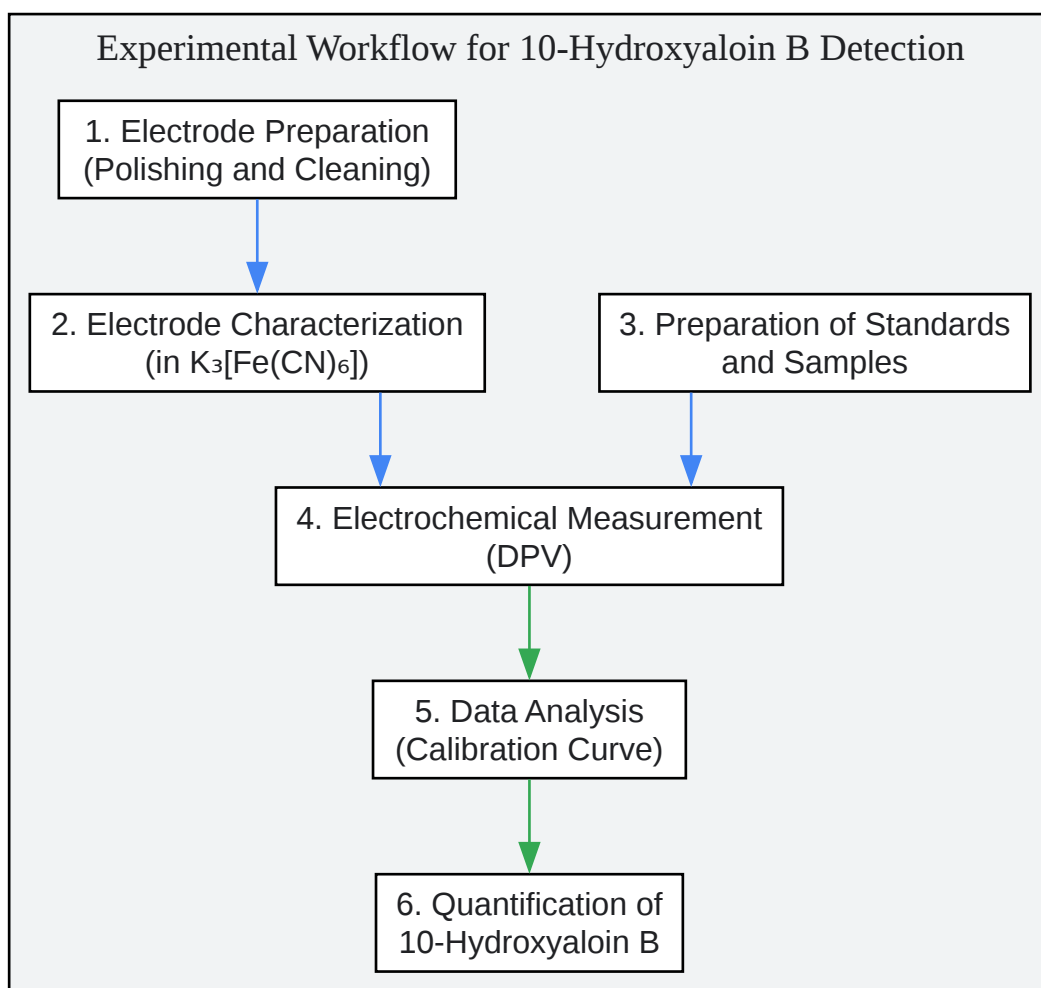 Experimental Workflow for 10-Hydroxyaloin B Detection
1. Electrode Preparation
(Polishing and Cleaning)
2. Electrode Characterization
(in K₃[Fe(CN)₆])
3. Preparation of Standards
and Samples
4. Electrochemical Measurement
(DPV)
5. Data Analysis
(Calibration Curve)
6. Quantification of
10-Hydroxyaloin B